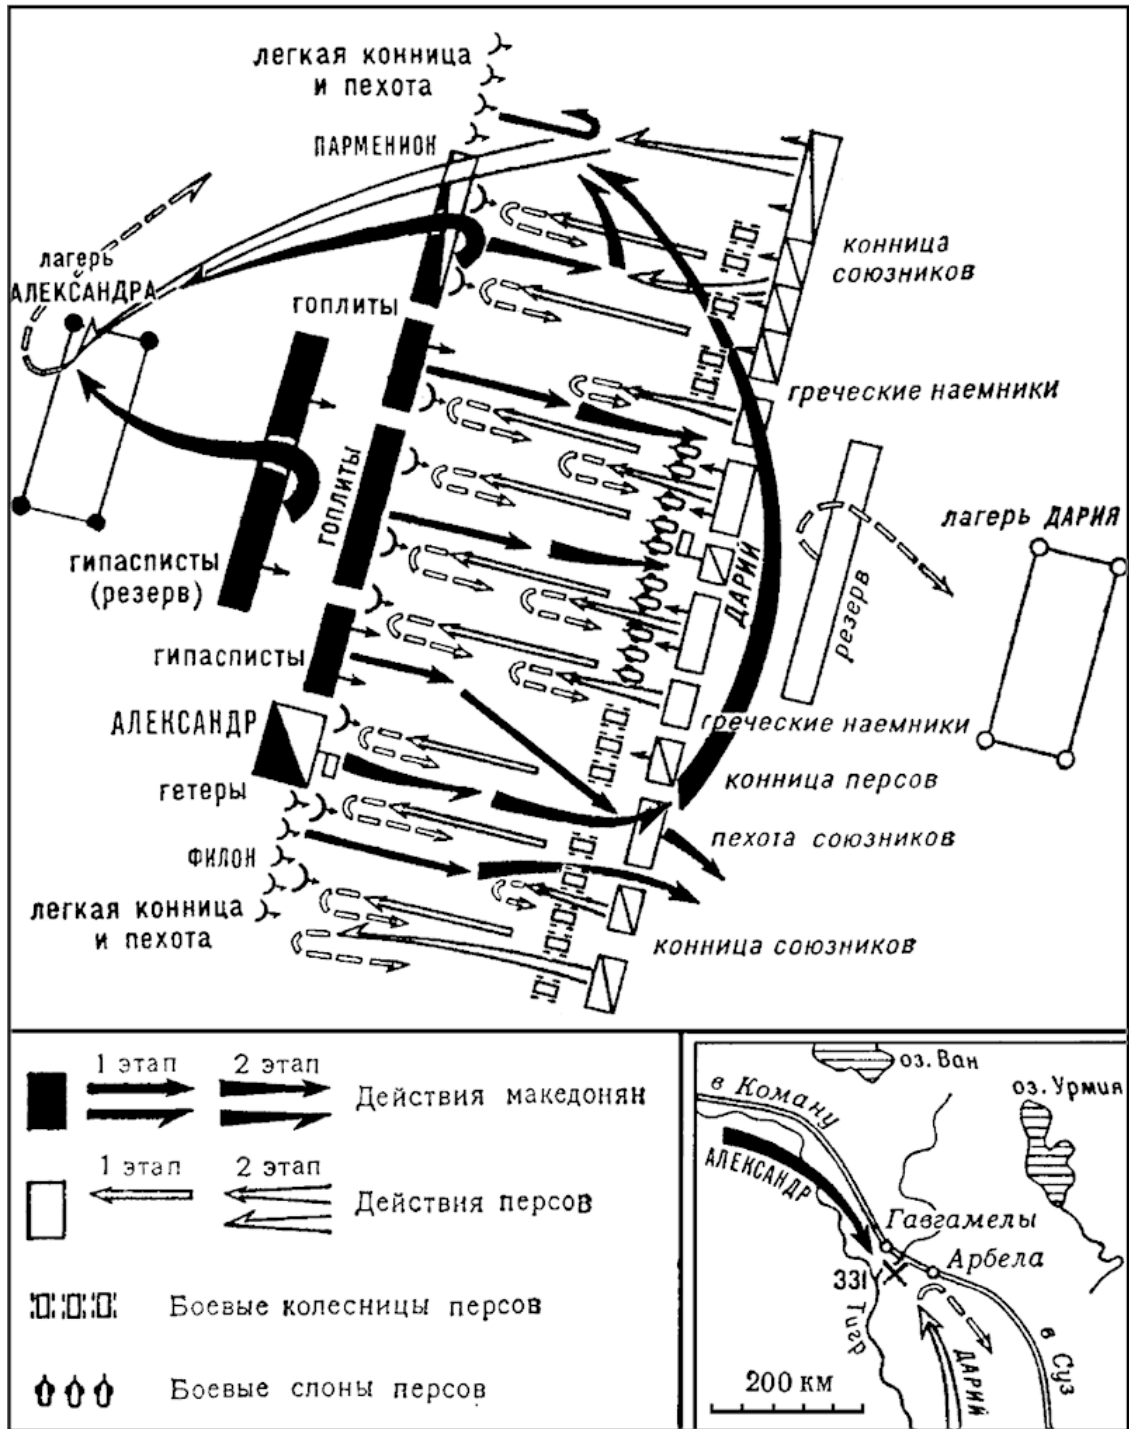 легкая конница
и пехота
ПАРМЕНИОН
лагерь
АЛЕКСАНДРА
гоплиты
конница
союзников
греческие наемники
гоплиты
гипасписты
(резерв)
ДАРИЙ
резерв
лагерь ДАРИЯ
гипасписты
АЛЕКСАНДР
гетеры
греческие наемники
конница персов
пехота союзников
ФИЛОН
легкая конница
и пехота
конница союзников
1 этап
2 этап
Действия македонян
1 этап
2 этап
Действия персов
Боевые колесницы персов
Боевые слоны персов
оз. Ван
оз. Урмия
в Коману
АЛЕКСАНДР
Гавгамелы
Арбела
331
Тигр
ДАРИЙ
в Суз
200 км